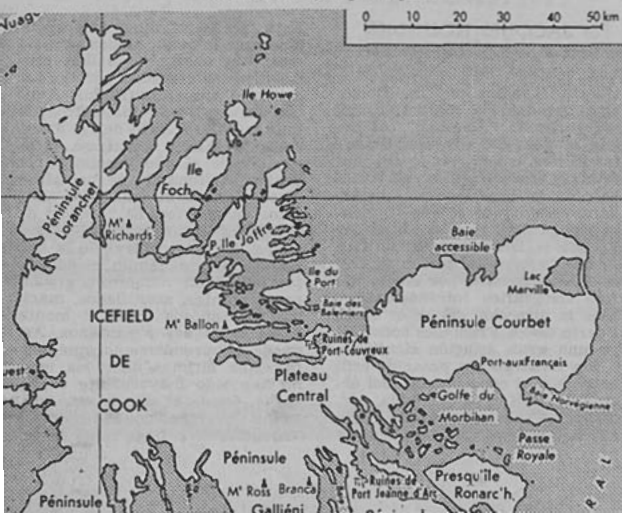 Nuage
0 10 20 30 40 50 km
Ile Howe
Ile
Foch
Péninsule
Loranchet
Mt
Richards
P. Ile Joffre
Baie
accessible
Lac
Marville
Ile du
Port
Baie des
Baleiniers
ICEFIELD
DE
COOK
Mt Ballon
Ruines de
Port-Couvreux
Péninsule Courbet
Plateau
Central
Port-aux Français
Golfe du
Morbihan
Baie Norvégienne
Passe
Royale
ouest
Péninsule
Mt Ross
Branca
Galliéni
Ruines de
Port Jeanne d'Arc
Presqu'île
Ronarc'h.
Péninsule
RAL